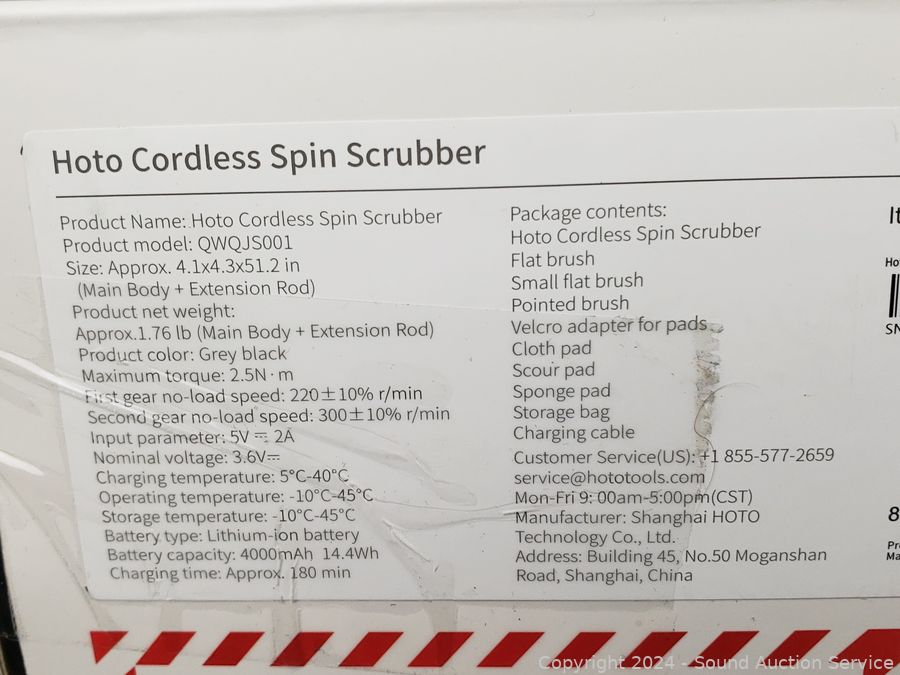 Hoto Cordless Spin Scrubber
Product Name: Hoto Cordless Spin Scrubber
Product model: QWQJS001
Size: Approx. 4.1x4.3x51.2 in
(Main Body + Extension Rod)
Product net weight:
Approx.1.76 lb (Main Body + Extension Rod)
Product color: Grey black
Maximum torque: 2.5N·m
First gear no-load speed: 220±10% r/min
Second gear no-load speed: 300±10% r/min
Input parameter: 5V ⎓ 2A
Nominal voltage: 3.6V⎓
Charging temperature: 5°C-40°C
Operating temperature: -10°C-45°C
Storage temperature: -10°C-45°C
Battery type: Lithium-ion battery
Battery capacity: 4000mAh 14.4Wh
Charging time: Approx. 180 min
Package contents:
Hoto Cordless Spin Scrubber
Flat brush
Small flat brush
Pointed brush
Velcro adapter for pads
Cloth pad
Scour pad
Sponge pad
Storage bag
Charging cable
Customer Service(US): +1 855-577-2659
service@hototools.com
Mon-Fri 9: 00am-5:00pm(CST)
Manufacturer: Shanghai HOTO
Technology Co., Ltd.
Address: Building 45, No.50 Moganshan
Road, Shanghai, China
It
Ho
SN
8
Pr
Ma
Copyright 2024 - Sound Auction Service